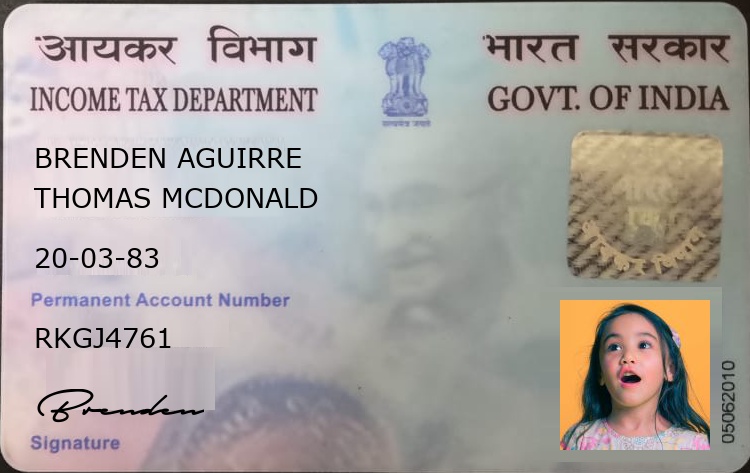 आयकर विभाग
भारत सरकार
INCOME TAX DEPARTMENT
GOVT. OF INDIA
सत्यमेव जयते
BRENDEN AGUIRRE
THOMAS MCDONALD
20-03-83
Permanent Account Number
RKGJ4761
Brenden
Signature
05062010